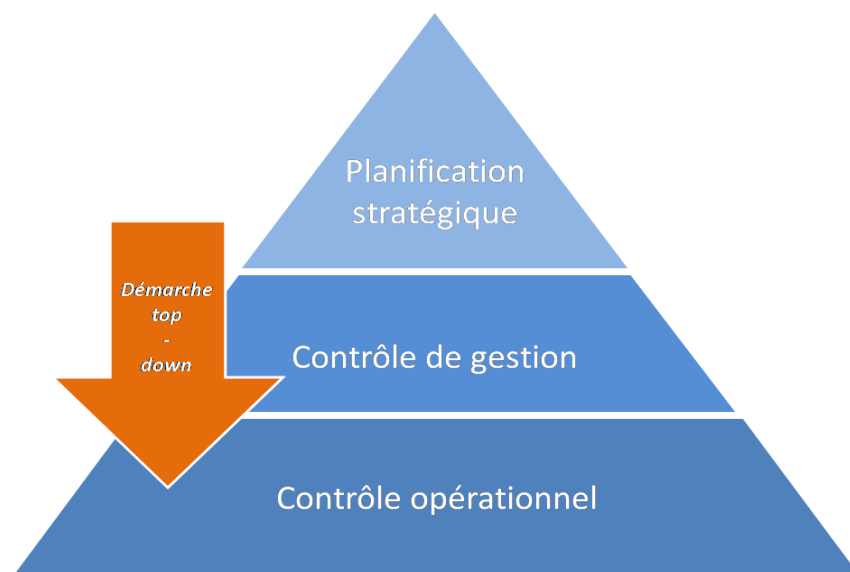 Planification
stratégique
Démarche
top
-
down
Contrôle de gestion
Contrôle opérationnel